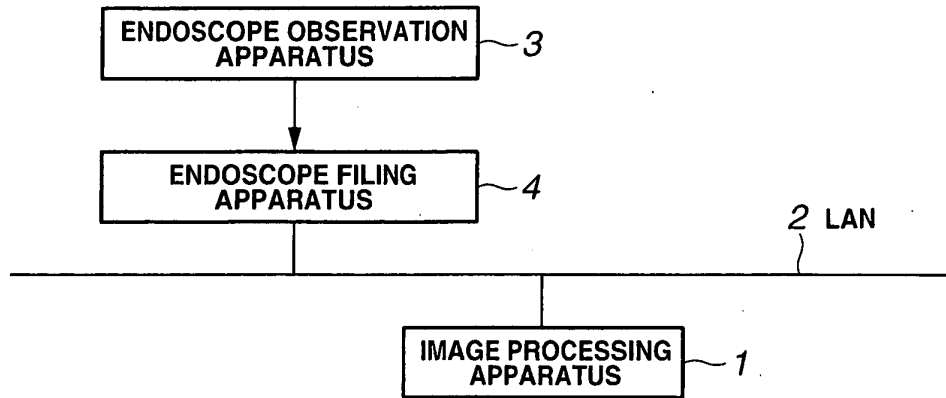 ENDOSCOPE OBSERVATION
APPARATUS
3
ENDOSCOPE FILING
APPARATUS
4
2 LAN
IMAGE PROCESSING
APPARATUS
1